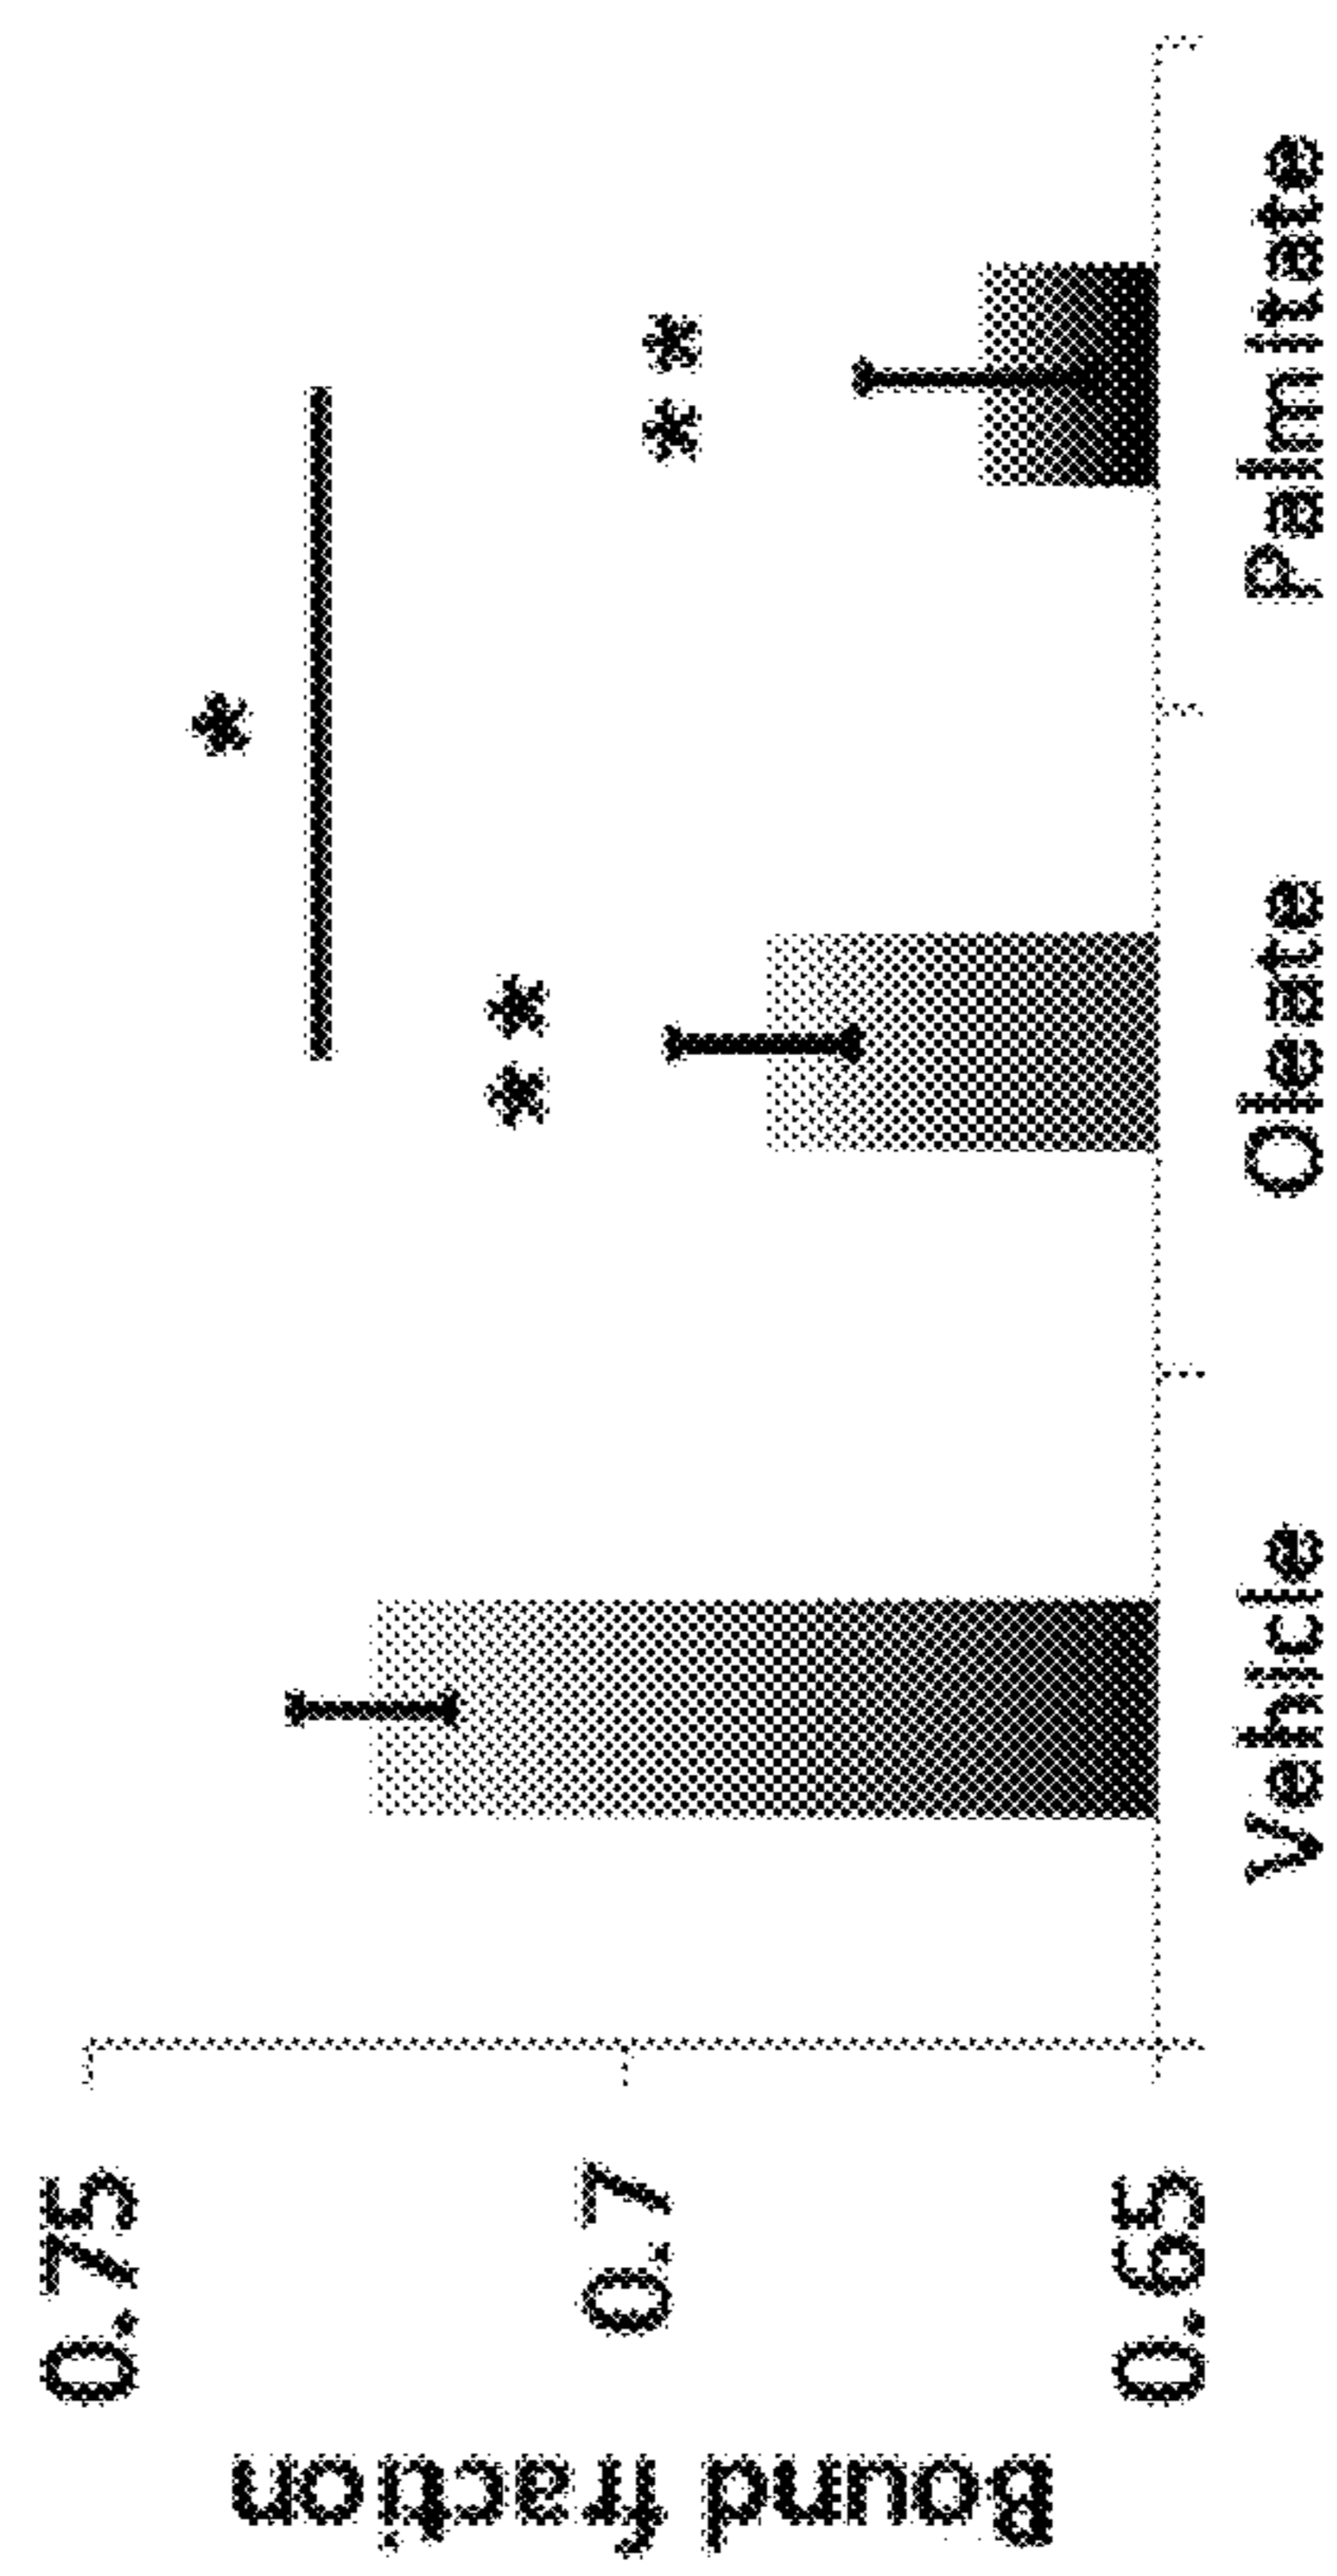 Bound fraction
0.75
0.7
0.65
*
**
**
Vehicle
Oleate
Palmitate